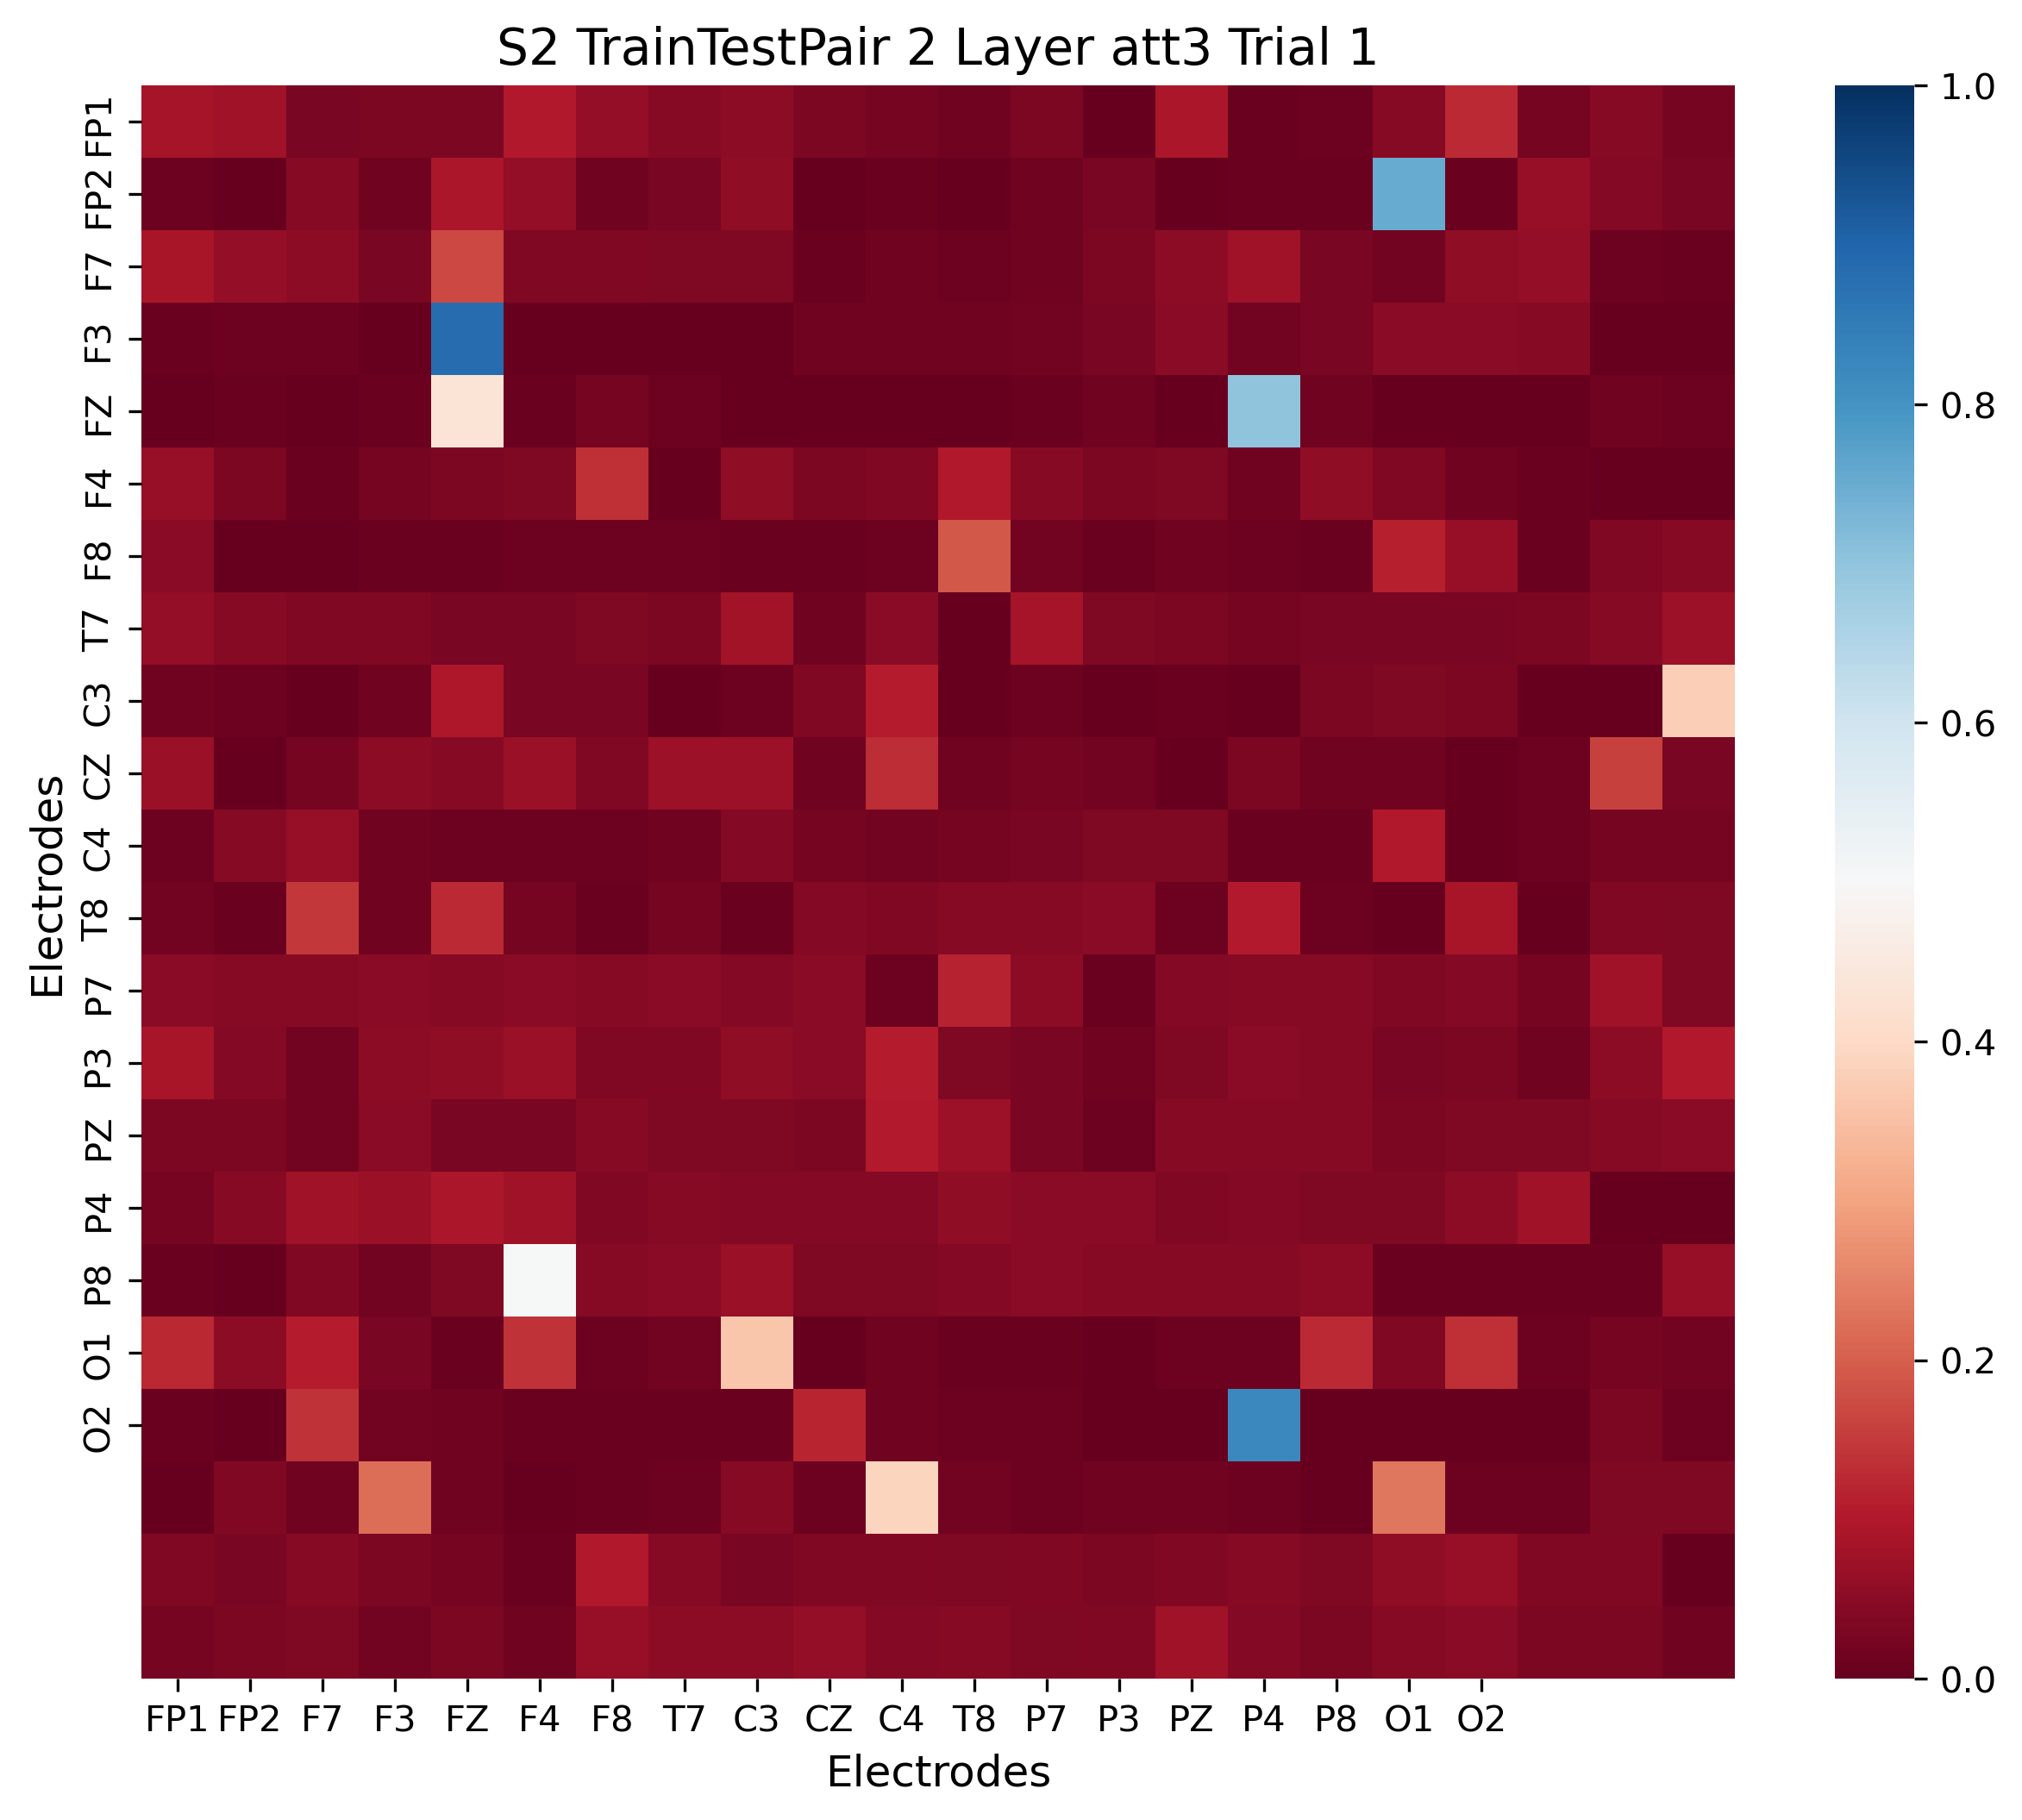 S2 TrainTestPair 2 Layer att3 Trial 1
Electrodes
FP1
FP2
F7
F3
FZ
F4
F8
T7
C3
CZ
C4
T8
P7
P3
PZ
P4
P8
O1
O2
FP1 FP2 F7 F3 FZ F4 F8 T7 C3 CZ C4 T8 P7 P3 PZ P4 P8 O1 O2
Electrodes
1.0
0.8
0.6
0.4
0.2
0.0